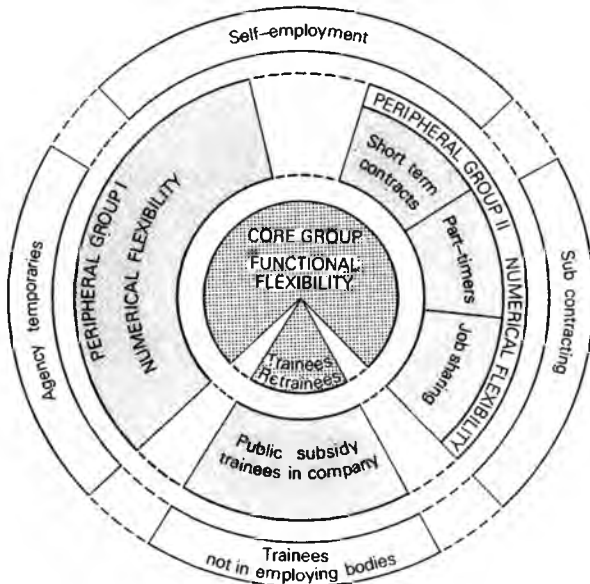 Self-employment
PERIPHERAL GROUP I
NUMERICAL FLEXIBILITY
PERIPHERAL GROUP II
NUMERICAL FLEXIBILITY
Short term
contracts
Part-timers
Job sharing
CORE GROUP
FUNCTIONAL
FLEXIBILITY
Trainees
Retrainees
Agency temporaries
Sub contracting
Public subsidy
trainees in company
Trainees
not in employing bodies